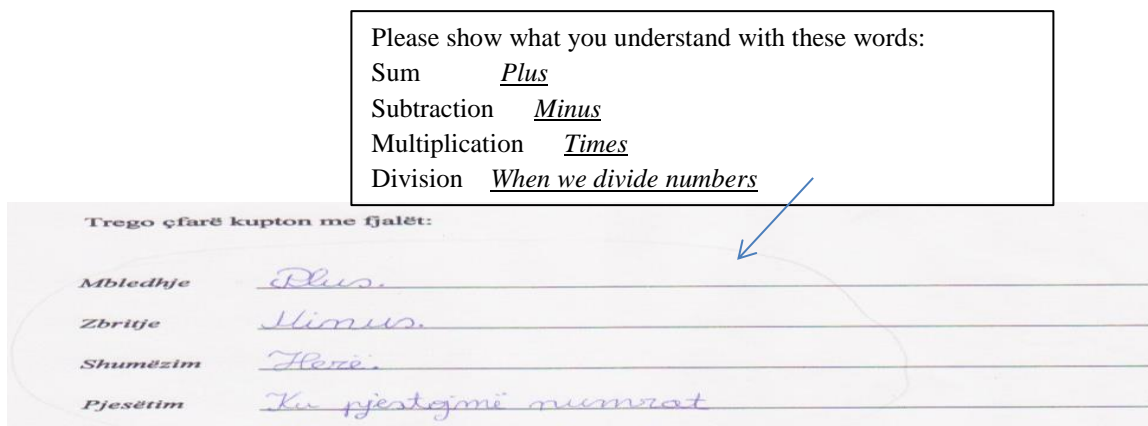 Please show what you understand with these words:
Sum Plus
Subtraction Minus
Multiplication Times
Division When we divide numbers
Trego çfarë kupton me fjalët:
Mbledhje Plus.
Zbritje Minus.
Shumëzim Herë.
Pjesëtim Ku pjestojmë numrat